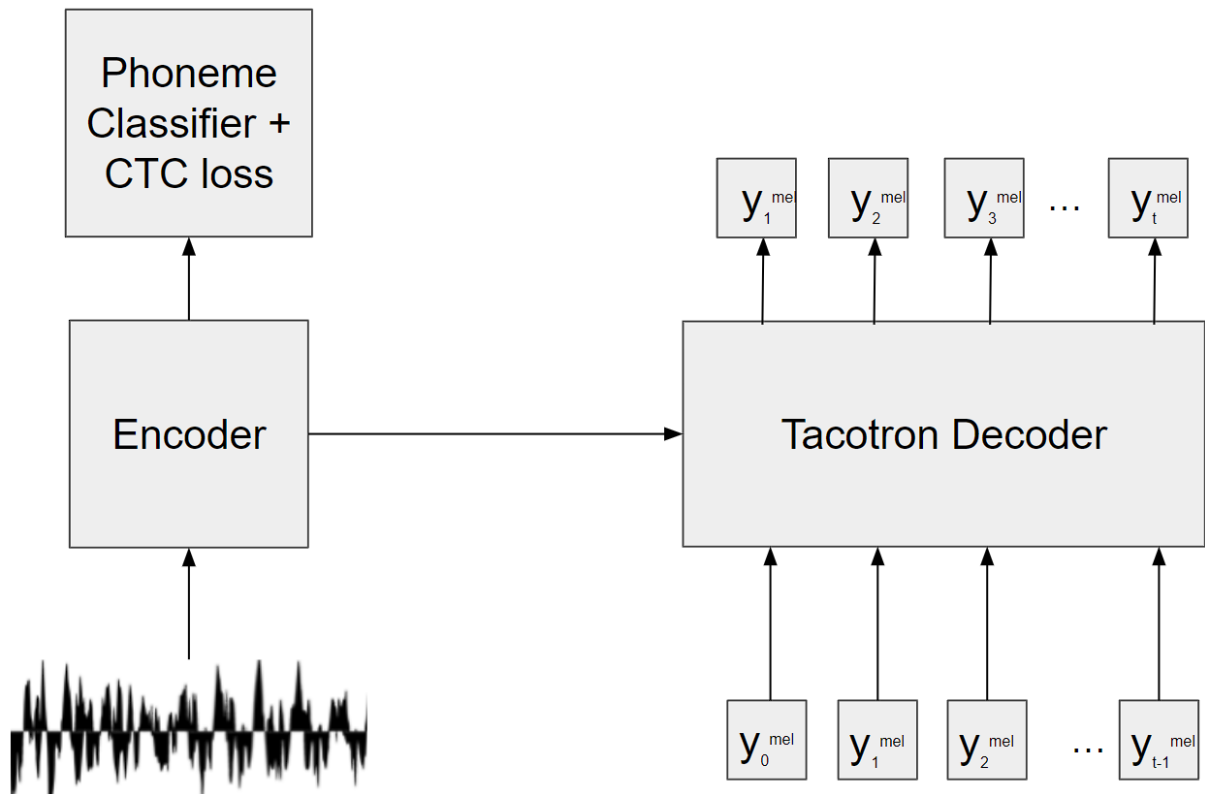 Phoneme
Classifier +
CTC loss
y₁ᵐᵉˡ y₂ᵐᵉˡ y₃ᵐᵉˡ ... yₜᵐᵉˡ
Encoder
Tacotron Decoder
y₀ᵐᵉˡ y₁ᵐᵉˡ y₂ᵐᵉˡ ... yₜ₋₁ᵐᵉˡ